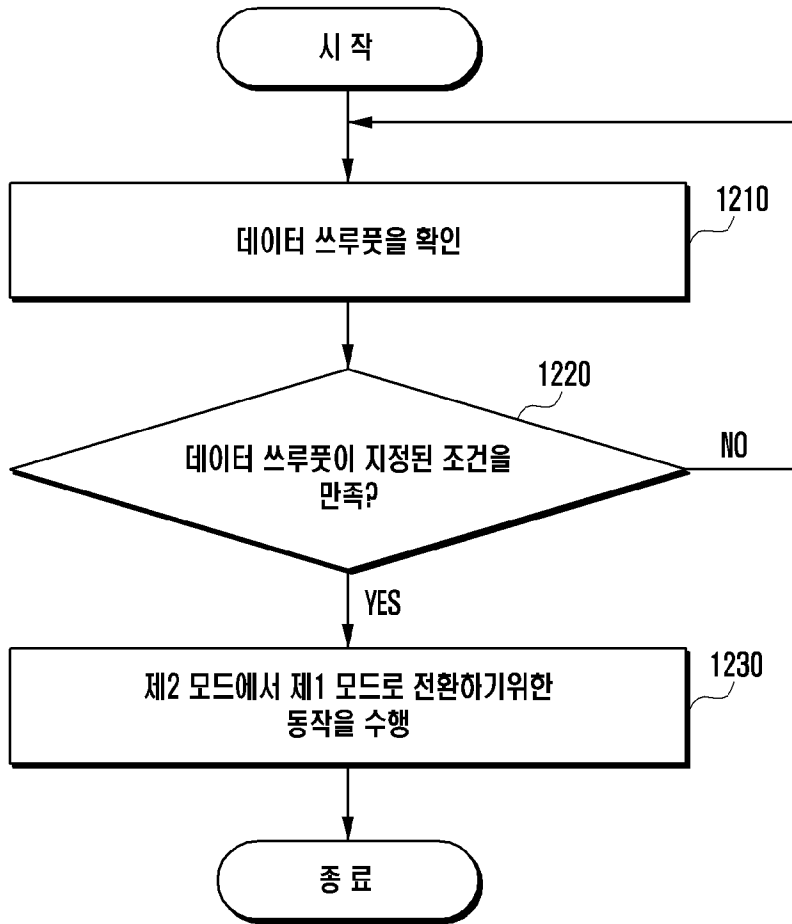 시 작
데이터 쓰루풋을 확인
1210
1220
데이터 쓰루풋이 지정된 조건을
만족?
NO
YES
제2 모드에서 제1 모드로 전환하기위한
동작을 수행
1230
종 료